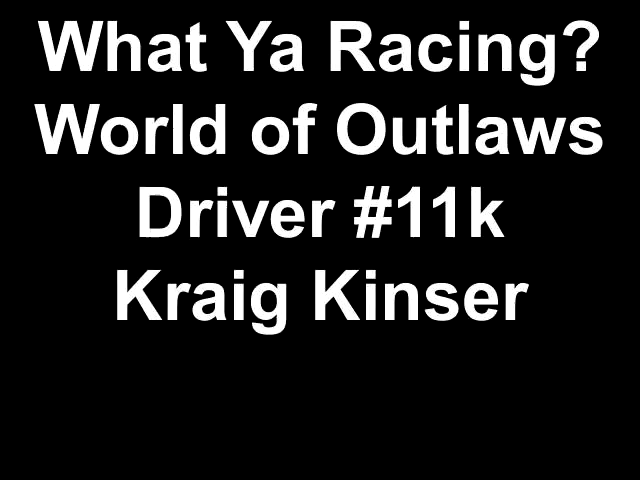 What Ya Racing?
World of Outlaws
Driver #11k
Kraig Kinser